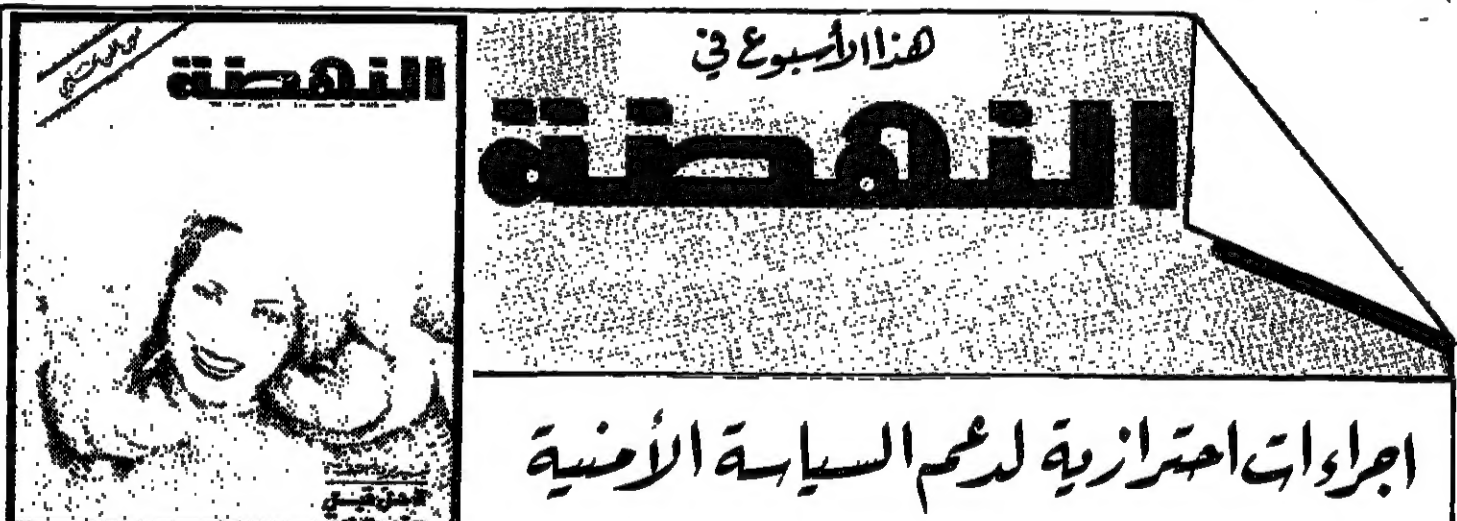 هذا الأسبوع في
النهضة
اجراءات احترازية لدعم السياسة الأمنية
النهضة